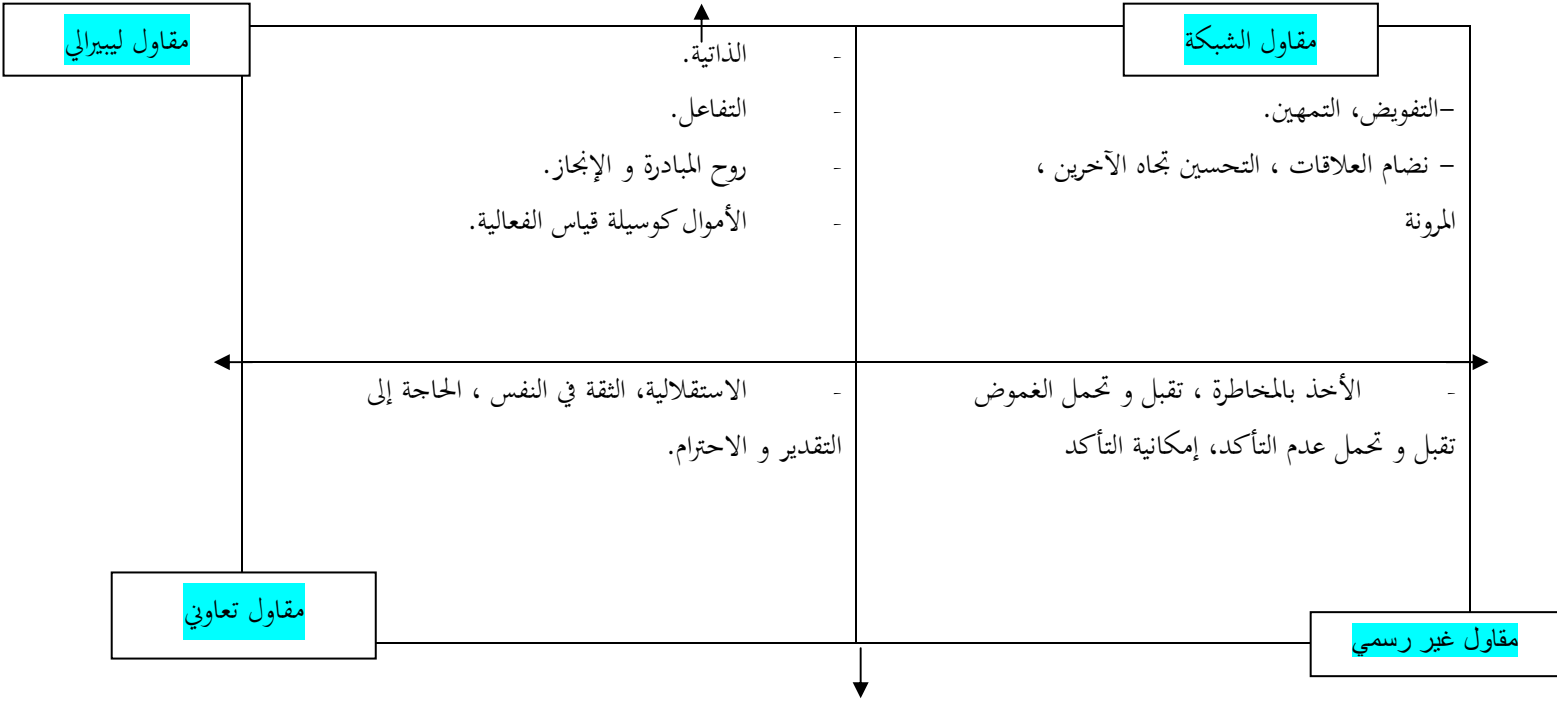 مقاول الشبكة
–التفويض، التمهين.
– نضام العلاقات ، التحسين تجاه الآخرين ،
المرونة
مقاول ليبيرالي
- الذاتية.
- التفاعل.
- روح المبادرة و الإنجاز.
- الأموال كوسيلة قياس الفعالية.
- الأخذ بالمخاطرة ، تقبل و تحمل الغموض
تقبل و تحمل عدم التأكد، إمكانية التأكد
مقاول غير رسمي
- الاستقلالية، الثقة في النفس ، الحاجة إلى
التقدير و الاحترام.
مقاول تعاوني